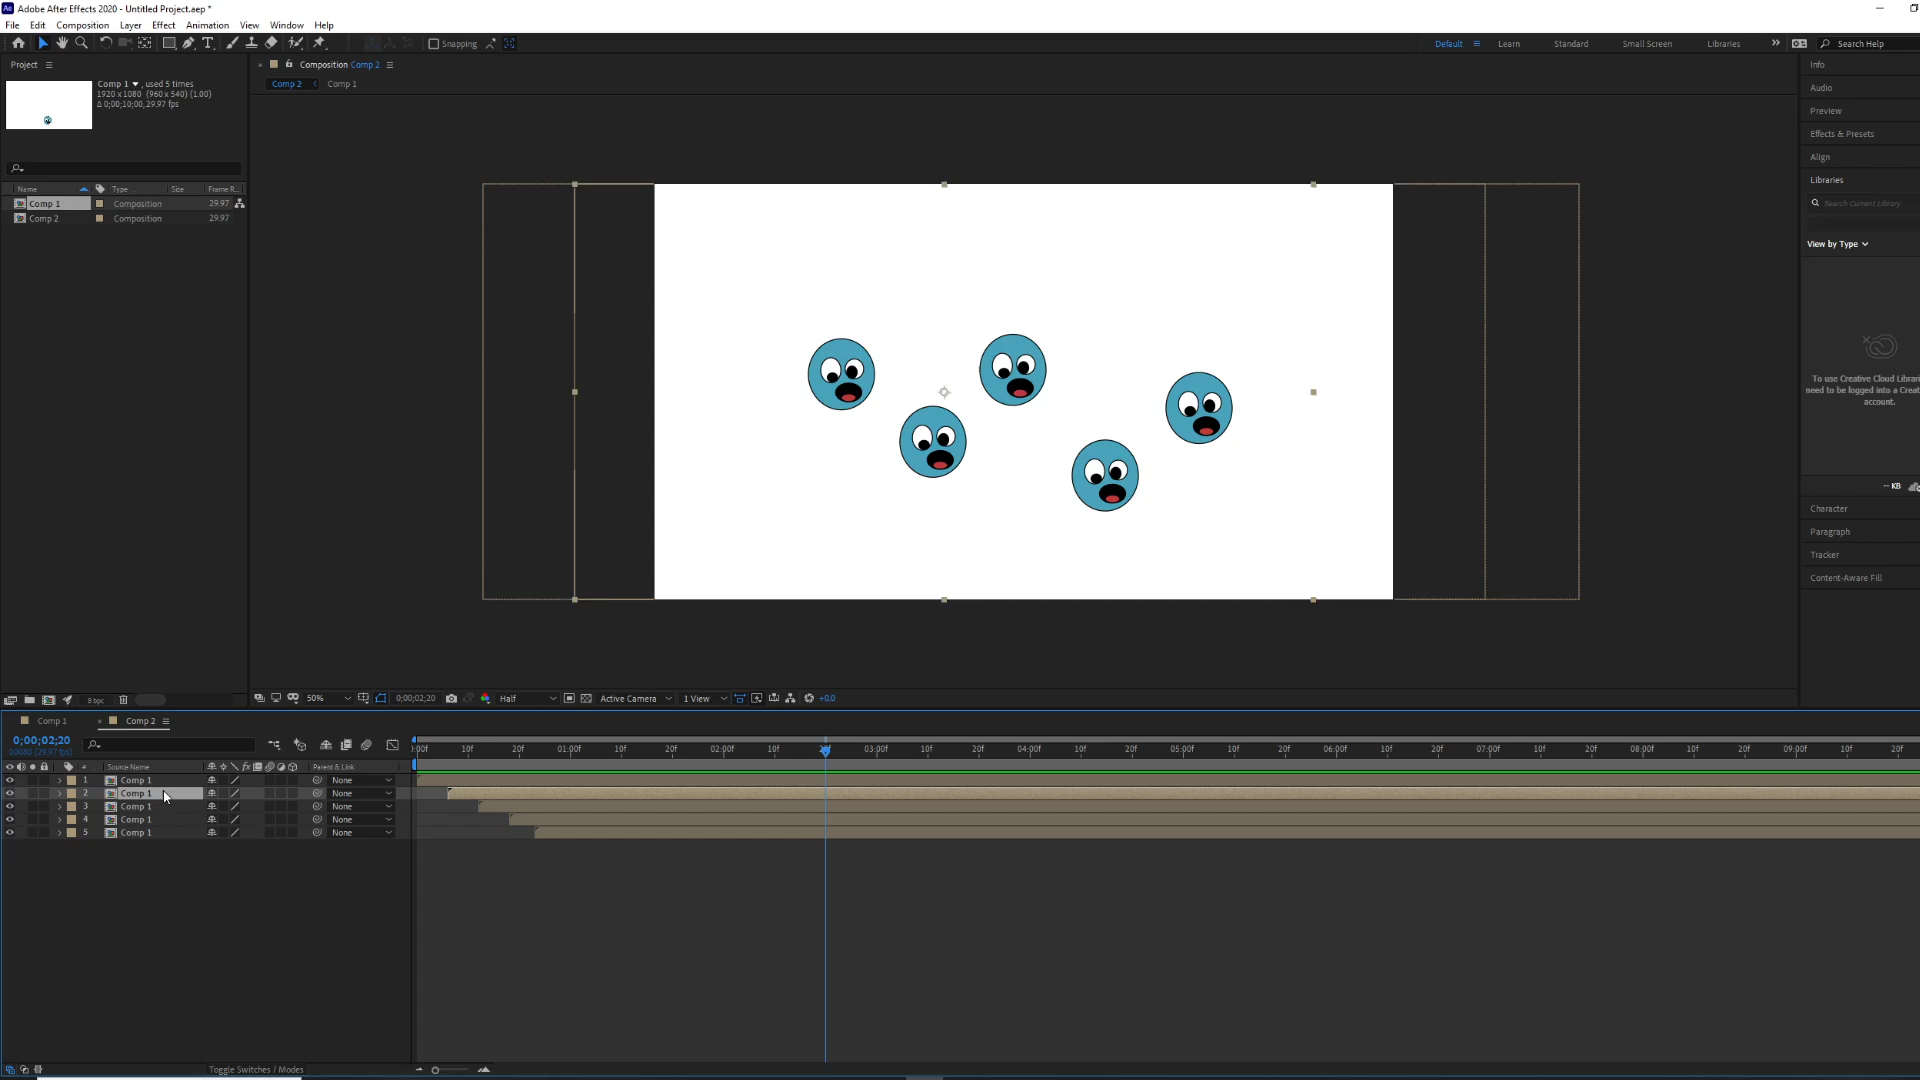 Ae Adobe After Effects 2020 - Untitled Project.aep *
File Edit Composition Layer Effect Animation View Window Help
Snapping
Default Learn Standard Small Screen Libraries Search Help
Project
Composition Comp 2
Comp 2 Comp 1
Comp 1 , used 5 times
1920 x 1080 (960 x 540) (1.00)
Δ 0;00;10;00, 29.97 fps
Name Type Size Frame R...
Comp 1 Composition 29.97
Comp 2 Composition 29.97
Info
Audio
Preview
Effects & Presets
Align
Libraries
Search Current Library
View by Type
To use Creative Cloud Librari
need to be logged into a Creat
account.
-- KB
Character
Paragraph
Tracker
Content-Aware Fill
8 bpc
50% 0;00;02;20 Half Active Camera 1 View +0.0
Comp 1 Comp 2
0;00;02;20
00080 (29.97 fps)
:00f 10f 20f 01:00f 10f 20f 02:00f 10f 20f 03:00f 10f 20f 04:00f 10f 20f 05:00f 10f 20f 06:00f 10f 20f 07:00f 10f 20f 08:00f 10f 20f 09:00f 10f 20f
# Source Name fx Parent & Link
1 Comp 1 None
2 Comp 1 None
3 Comp 1 None
4 Comp 1 None
5 Comp 1 None
Toggle Switches / Modes